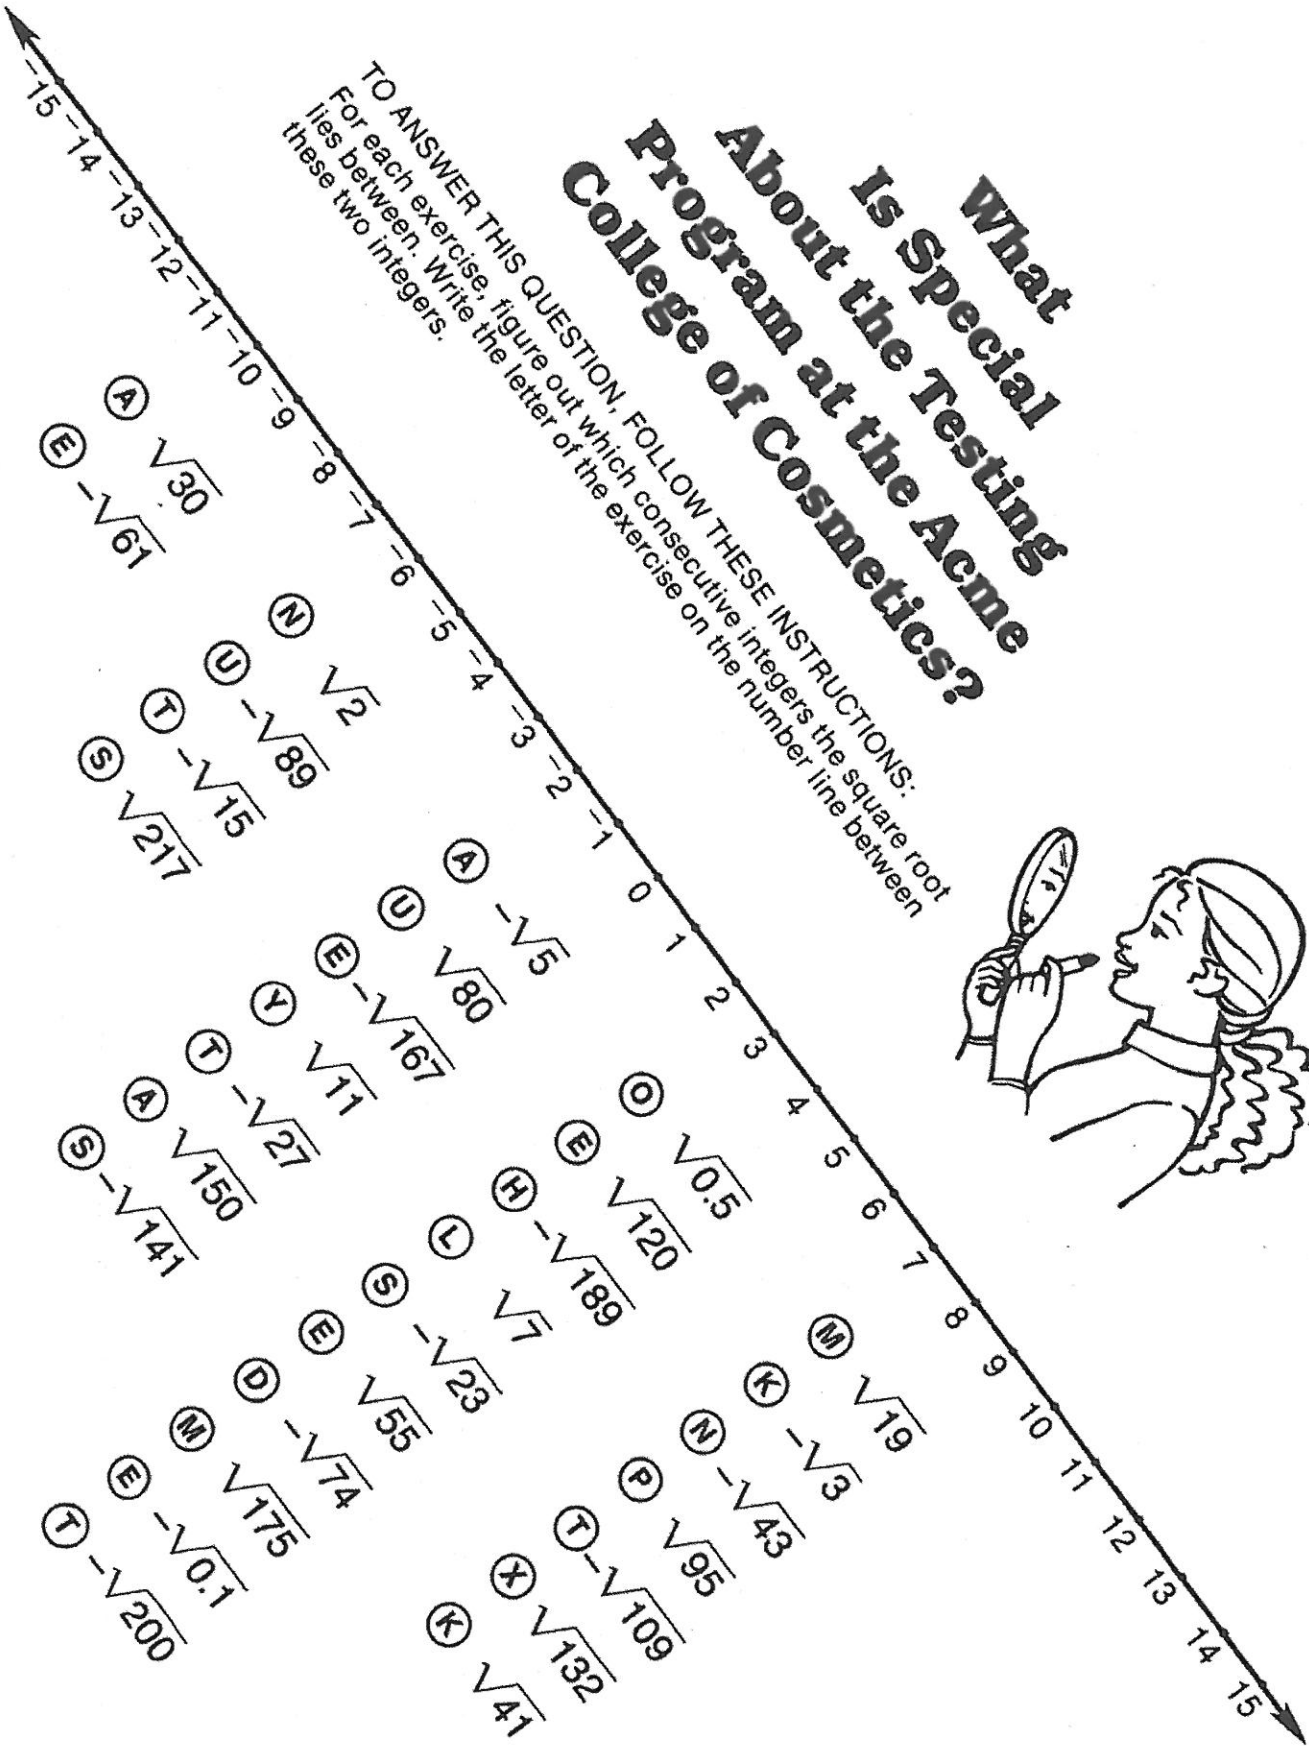 What
Is Special
About the Testing
Program at the Acme
College of Cosmetics?
TO ANSWER THIS QUESTION, FOLLOW THESE INSTRUCTIONS:
For each exercise, figure out which consecutive integers the square root
lies between. Write the letter of the exercise on the number line between
these two integers.
-15 -14 -13 -12 -11 -10 -9 -8 -7 -6 -5 -4 -3 -2 -1 0 1 2 3 4 5 6 7 8 9 10 11 12 13 14 15
A √30
E -√61
N √2
U -√89
T -√15
S √217
A -√5
U √80
E -√167
Y √11
T -√27
A √150
S -√141
O √0.5
E √120
H -√189
L √7
S -√23
E √55
D -√74
M √175
E -√0.1
T -√200
M √19
K -√3
N -√43
P √95
T -√109
X √132
K √41